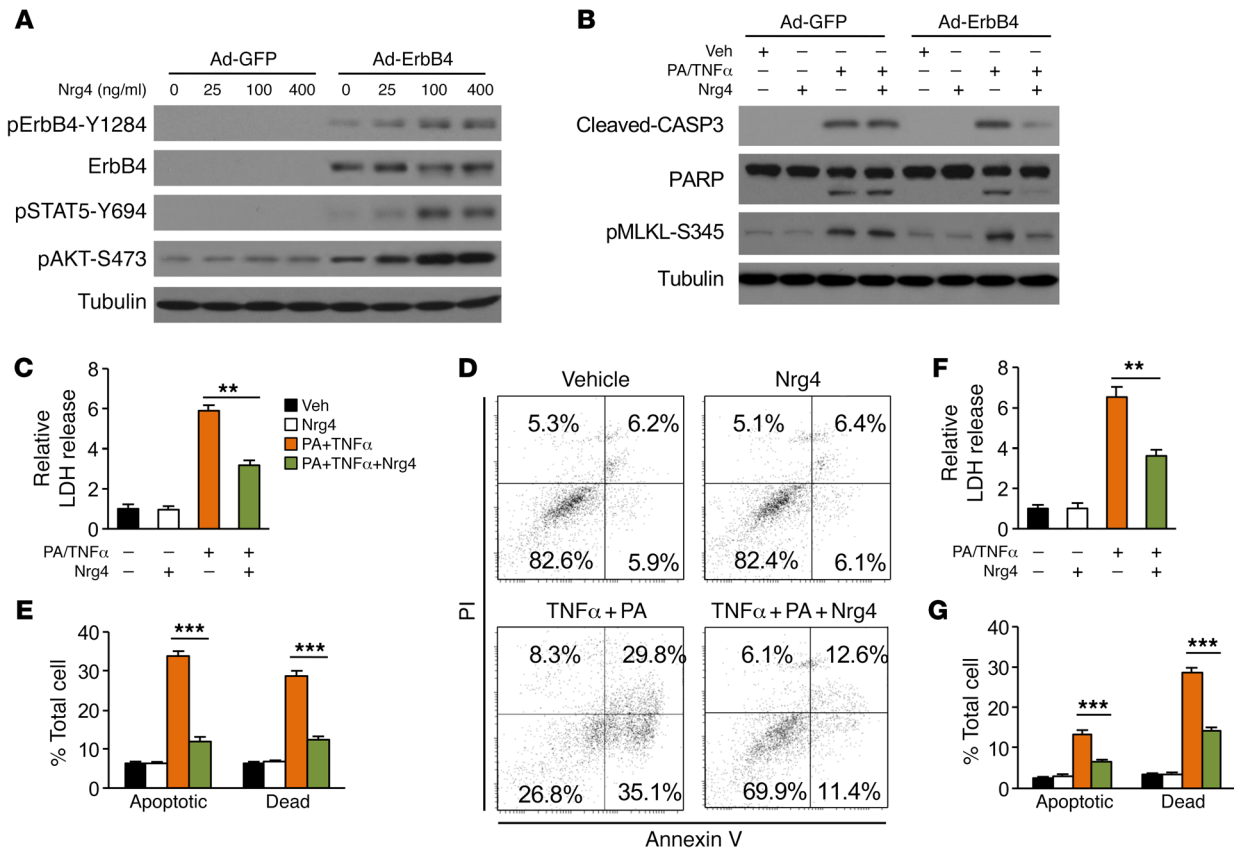 A
Ad-GFP Ad-ErbB4
Nrg4 (ng/ml) 0 25 100 400 0 25 100 400
pErbB4-Y1284
ErbB4
pSTAT5-Y694
pAKT-S473
Tubulin
B
Ad-GFP Ad-ErbB4
Veh + − − − + − − −
PA/TNFα − − + + − − + +
Nrg4 − + − + − + − +
Cleaved-CASP3
PARP
pMLKL-S345
Tubulin
C
Relative
LDH release
8
6
4
2
0
**
Veh
Nrg4
PA+TNFα
PA+TNFα+Nrg4
PA/TNFα − − + +
Nrg4 − + − +
D
Vehicle Nrg4
5.3% 6.2% 5.1% 6.4%
82.6% 5.9% 82.4% 6.1%
TNFα + PA TNFα + PA + Nrg4
8.3% 29.8% 6.1% 12.6%
26.8% 35.1% 69.9% 11.4%
PI
Annexin V
E
% Total cell
40
30
20
10
0
*** ***
Apoptotic Dead
F
Relative
LDH release
8
6
4
2
0
**
PA/TNFα − − + +
Nrg4 − + − +
G
% Total cell
40
30
20
10
0
*** ***
Apoptotic Dead